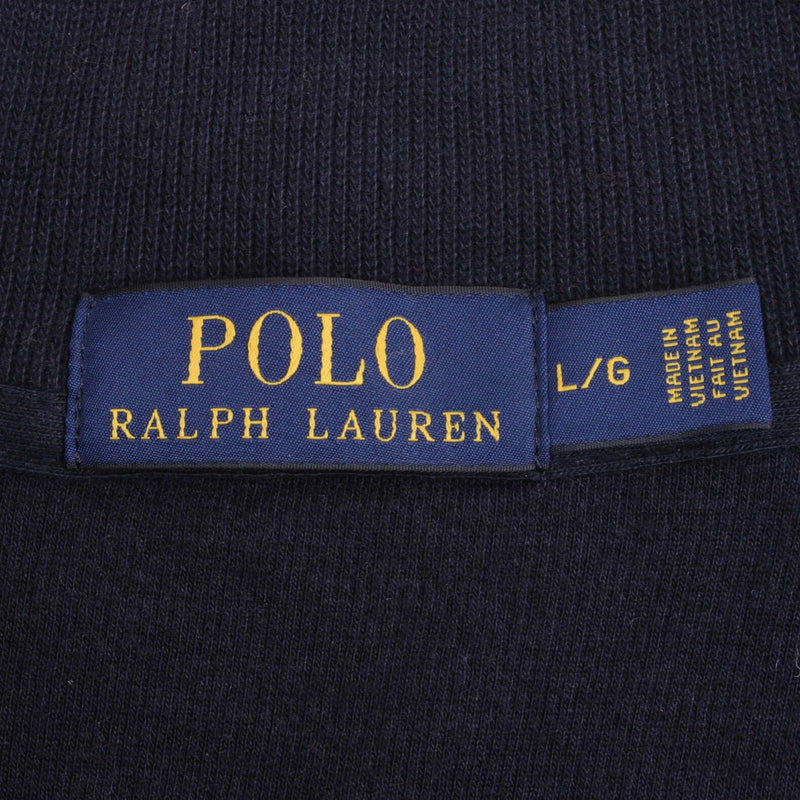 POLO
RALPH LAUREN
L/G
MADE IN
VIETNAM
FAIT AU
VIETNAM